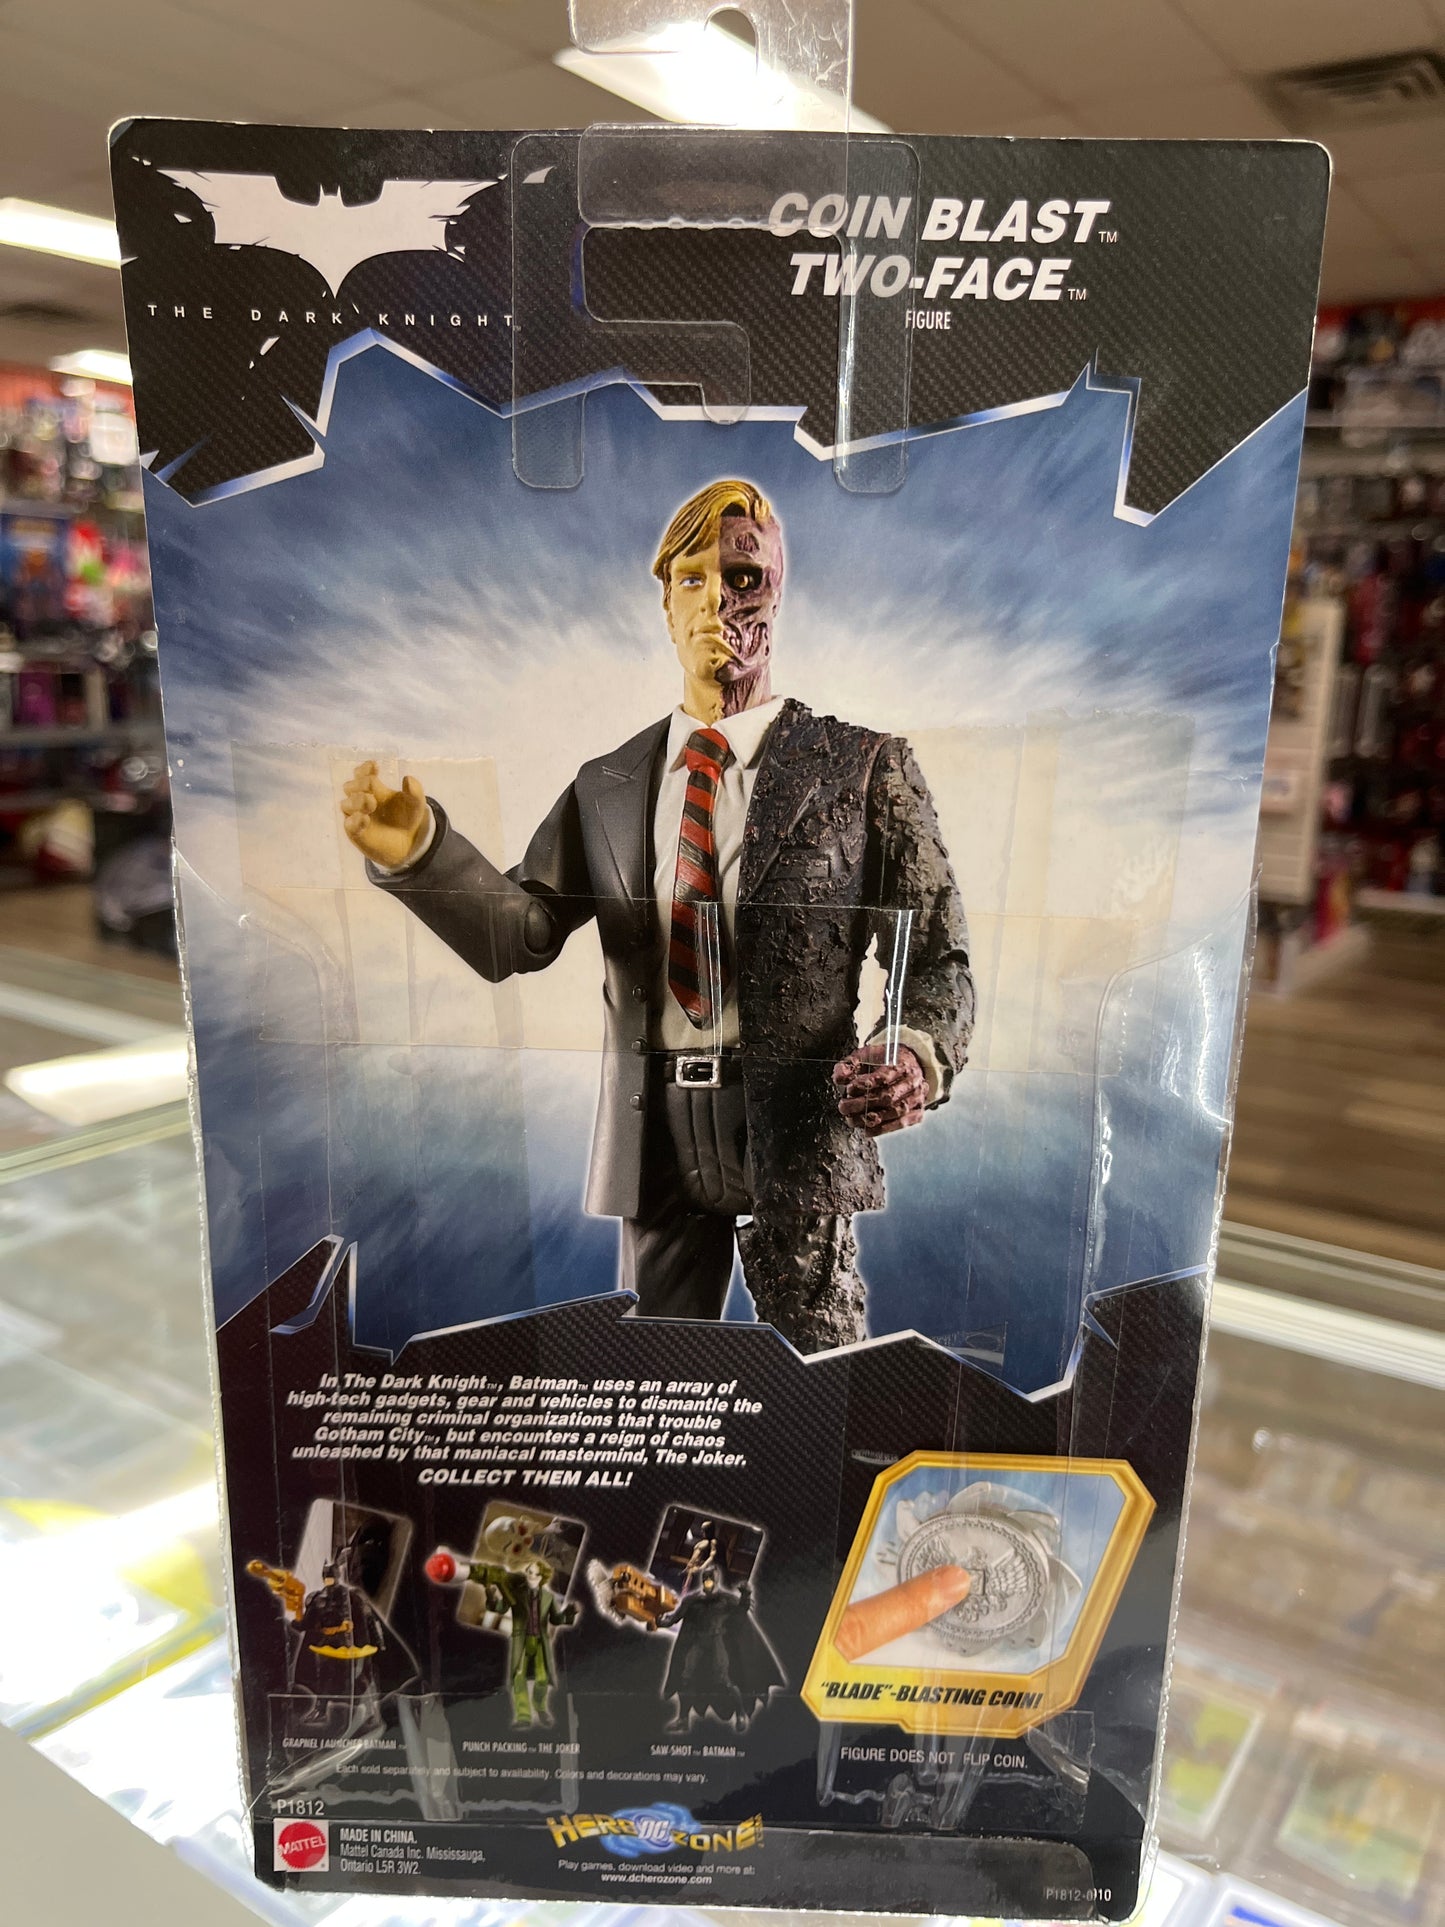 THE DARK KNIGHT™
COIN BLAST™
TWO-FACE™
FIGURE
In The Dark Knight™, Batman™ uses an array of
high-tech gadgets, gear and vehicles to dismantle the
remaining criminal organizations that trouble
Gotham City™, but encounters a reign of chaos
unleashed by that maniacal mastermind, The Joker.
COLLECT THEM ALL!
GRAPNEL LAUNCHER BATMAN™
PUNCH PACKING™ THE JOKER
SAW-SHOT™ BATMAN™
Each sold separately and subject to availability. Colors and decorations may vary.
"BLADE"-BLASTING COIN!
FIGURE DOES NOT FLIP COIN.
P1812
MATTEL
MADE IN CHINA.
Mattel Canada Inc. Mississauga,
Ontario L5R 3W2.
HERO DC ZONE.COM
Play games, download video and more at:
www.dcherozone.com
P1812-0910